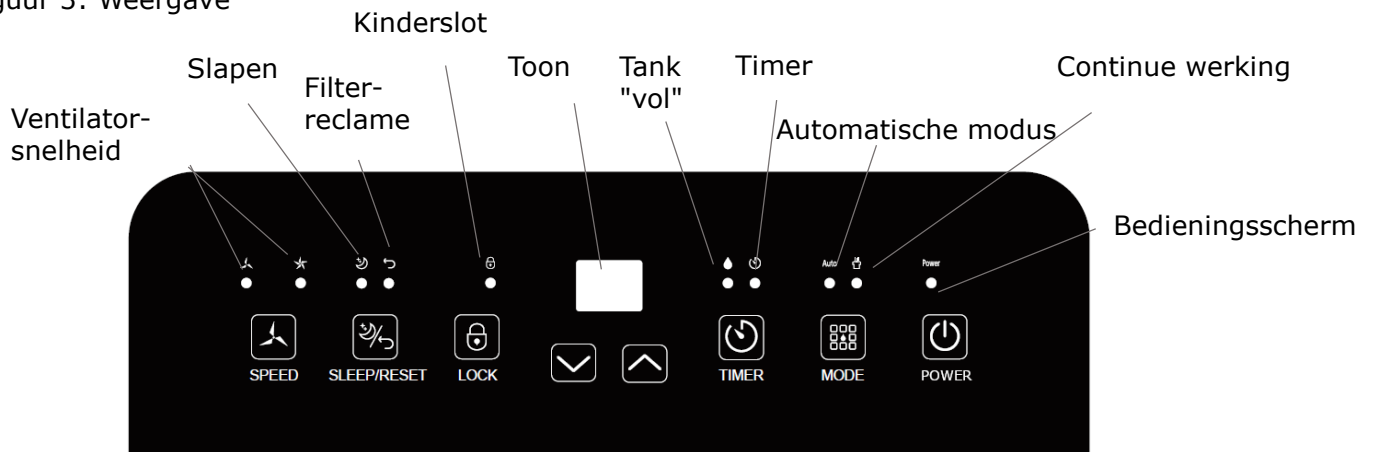 guur 3: Weergave
Kinderslot
Slapen
Filter-
reclame
Toon
Tank
"vol"
Timer
Continue werking
Ventilator-
snelheid
Automatische modus
Bedieningsscherm
Auto
Power
SPEED
SLEEP/RESET
LOCK
TIMER
MODE
POWER